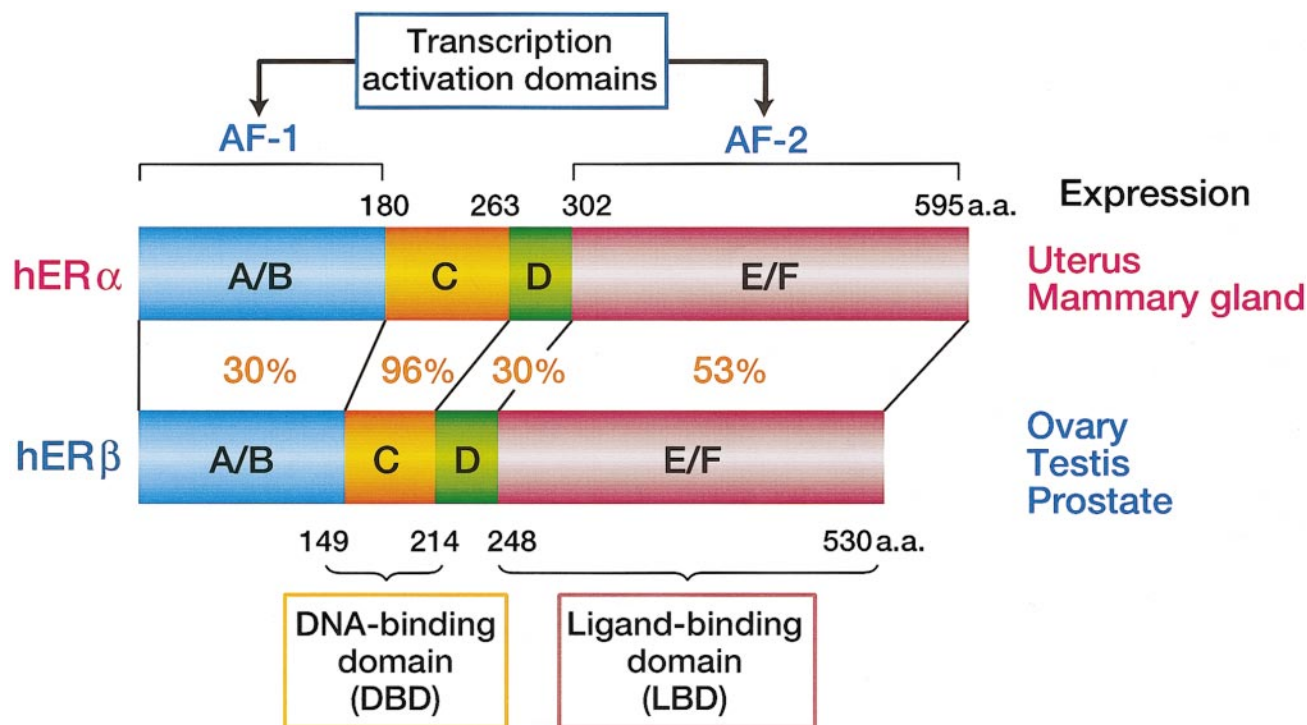 Transcription
activation domains
AF-1
AF-2
180 263 302 595 a.a.
Expression
hERα
A/B C D E/F
Uterus
Mammary gland
30% 96% 30% 53%
hERβ
A/B C D E/F
Ovary
Testis
Prostate
149 214 248 530 a.a.
DNA-binding
domain
(DBD)
Ligand-binding
domain
(LBD)